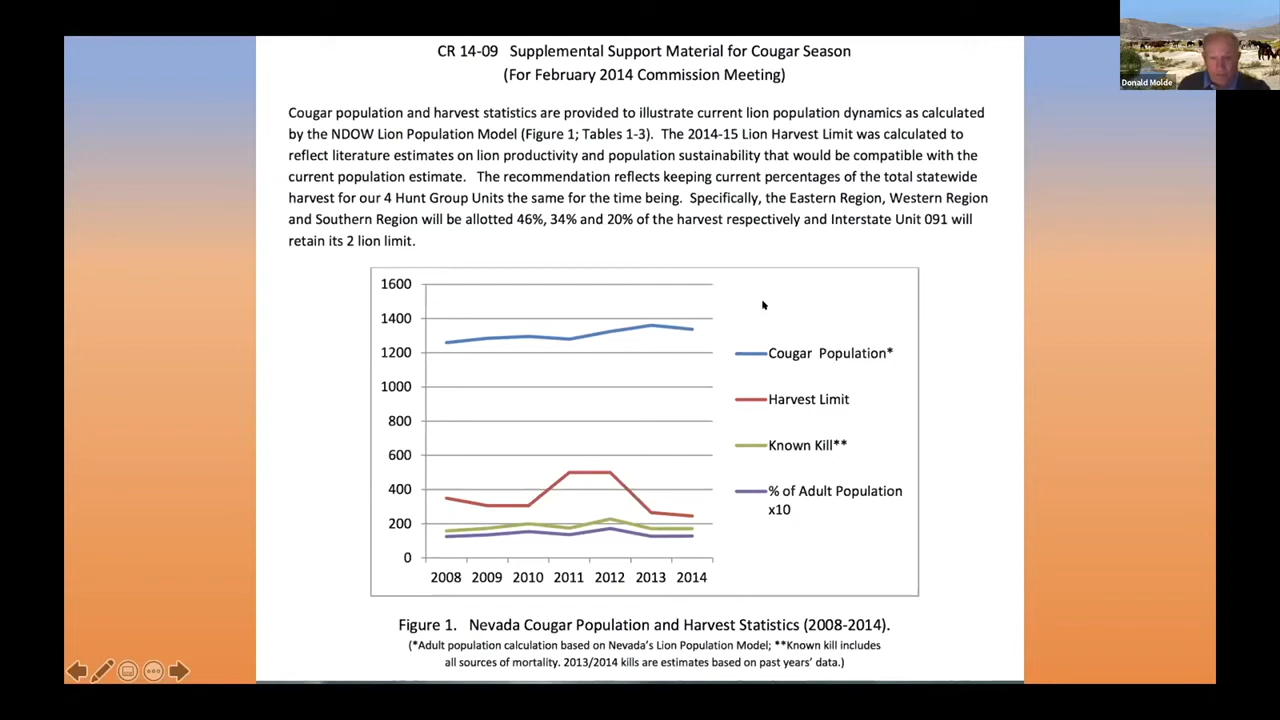 CR 14-09 Supplemental Support Material for Cougar Season
(For February 2014 Commission Meeting)
Donald Molde
Cougar population and harvest statistics are provided to illustrate current lion population dynamics as calculated
by the NDOW Lion Population Model (Figure 1; Tables 1-3). The 2014-15 Lion Harvest Limit was calculated to
reflect literature estimates on lion productivity and population sustainability that would be compatible with the
current population estimate. The recommendation reflects keeping current percentages of the total statewide
harvest for our 4 Hunt Group Units the same for the time being. Specifically, the Eastern Region, Western Region
and Southern Region will be allotted 46%, 34% and 20% of the harvest respectively and Interstate Unit 091 will
retain its 2 lion limit.
1600
1400
1200
1000
800
600
400
200
0
2008 2009 2010 2011 2012 2013 2014
Cougar Population*
Harvest Limit
Known Kill**
% of Adult Population
x10
Figure 1. Nevada Cougar Population and Harvest Statistics (2008-2014).
(*Adult population calculation based on Nevada's Lion Population Model; **Known kill includes
all sources of mortality. 2013/2014 kills are estimates based on past years' data.)